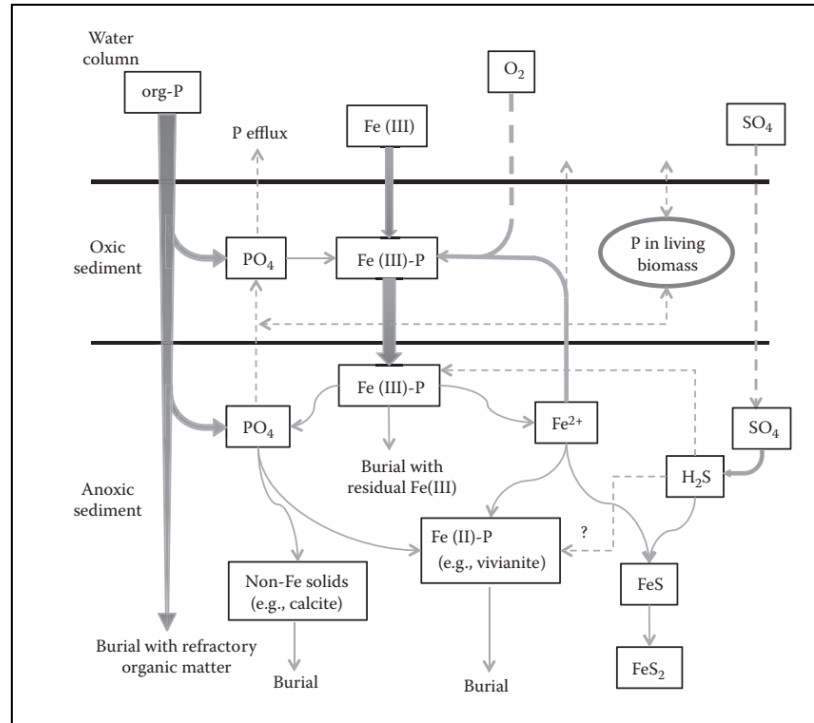 Water
column
org-P
O₂
P efflux
Fe (III)
SO₄
Oxic
sediment
PO₄
Fe (III)-P
P in living
biomass
Fe (III)-P
PO₄
Fe²⁺
SO₄
Burial with
residual Fe(III)
H₂S
Anoxic
sediment
Fe (II)-P
(e.g., vivianite)
?
Non-Fe solids
(e.g., calcite)
FeS
Burial with refractory
organic matter
Burial
Burial
FeS₂